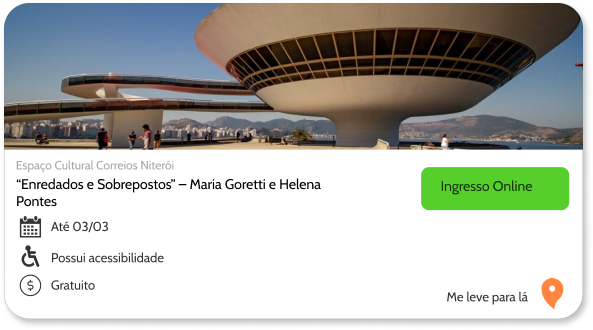 Espaço Cultural Correios Niterói
“Enredados e Sobrepostos” – Maria Goretti e Helena
Pontes
Ingresso Online
Até 03/03
Possui acessibilidade
$ Gratuito
Me leve para lá